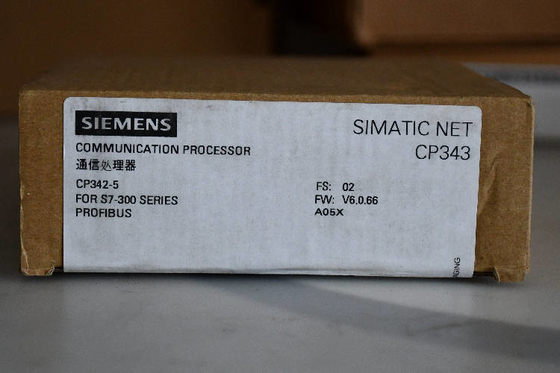 SIEMENS
SIMATIC NET
CP343
COMMUNICATION PROCESSOR
通信处理器
CP342-5
FOR S7-300 SERIES
PROFIBUS
FS: 02
FW: V6.0.66
A05X